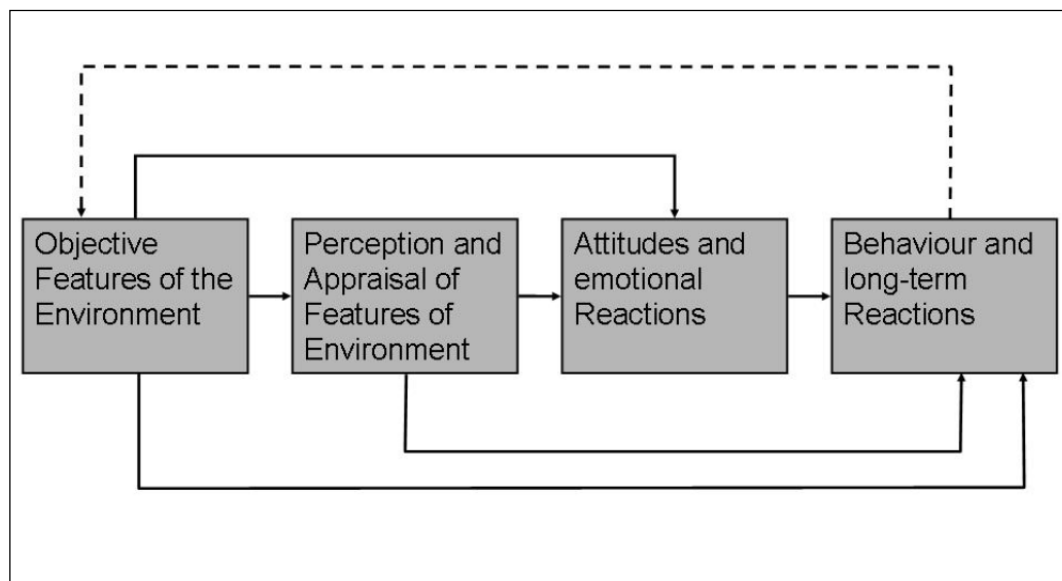 Objective
Features of the
Environment
Perception and
Appraisal of
Features of
Environment
Attitudes and
emotional
Reactions
Behaviour and
long-term
Reactions